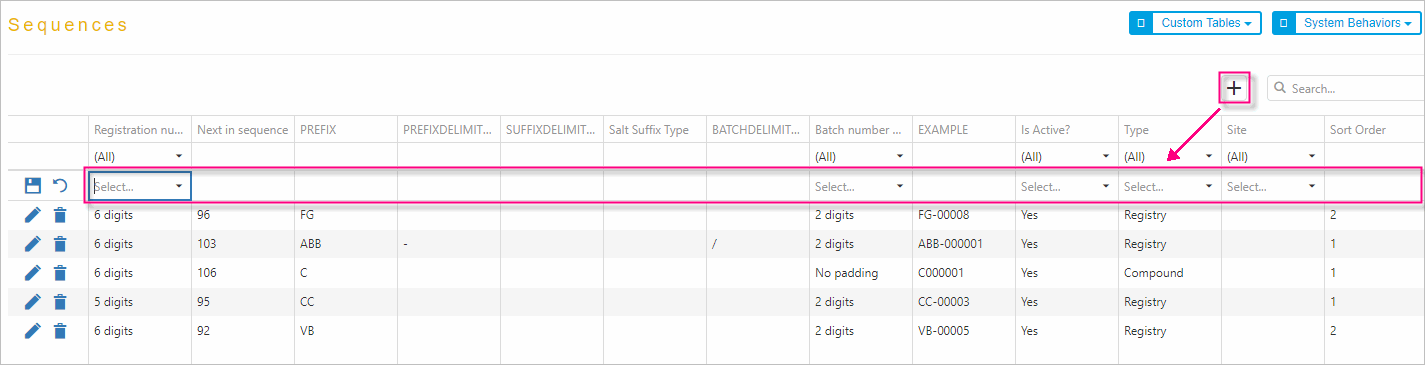 Sequences
Custom Tables
System Behaviors
Search...
Registration nu... Next in sequence PREFIX PREFIXDELIMIT... SUFFIXDELIMIT... Salt Suffix Type BATCHDELIMIT... Batch number ... EXAMPLE Is Active? Type Site Sort Order
(All) (All) (All) (All) (All)
Select... Select... Select... Select... Select...
6 digits 96 FG 2 digits FG-00008 Yes Registry 2
6 digits 103 ABB - / 2 digits ABB-000001 Yes Registry 1
6 digits 106 C No padding C000001 Yes Compound 1
5 digits 95 CC 2 digits CC-00003 Yes Registry 1
6 digits 92 VB 2 digits VB-00005 Yes Registry 2